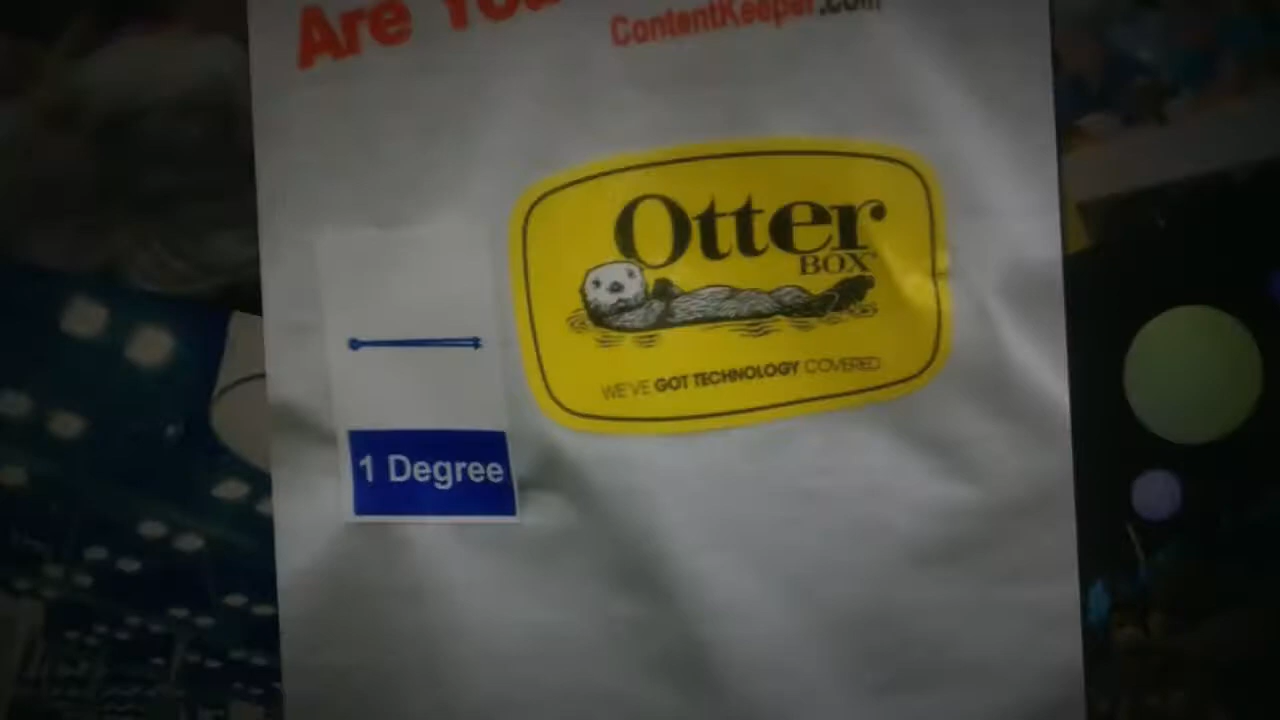 Are You
ContentKeeper.com
Otter
BOX
WE'VE GOT TECHNOLOGY COVERED
1 Degree